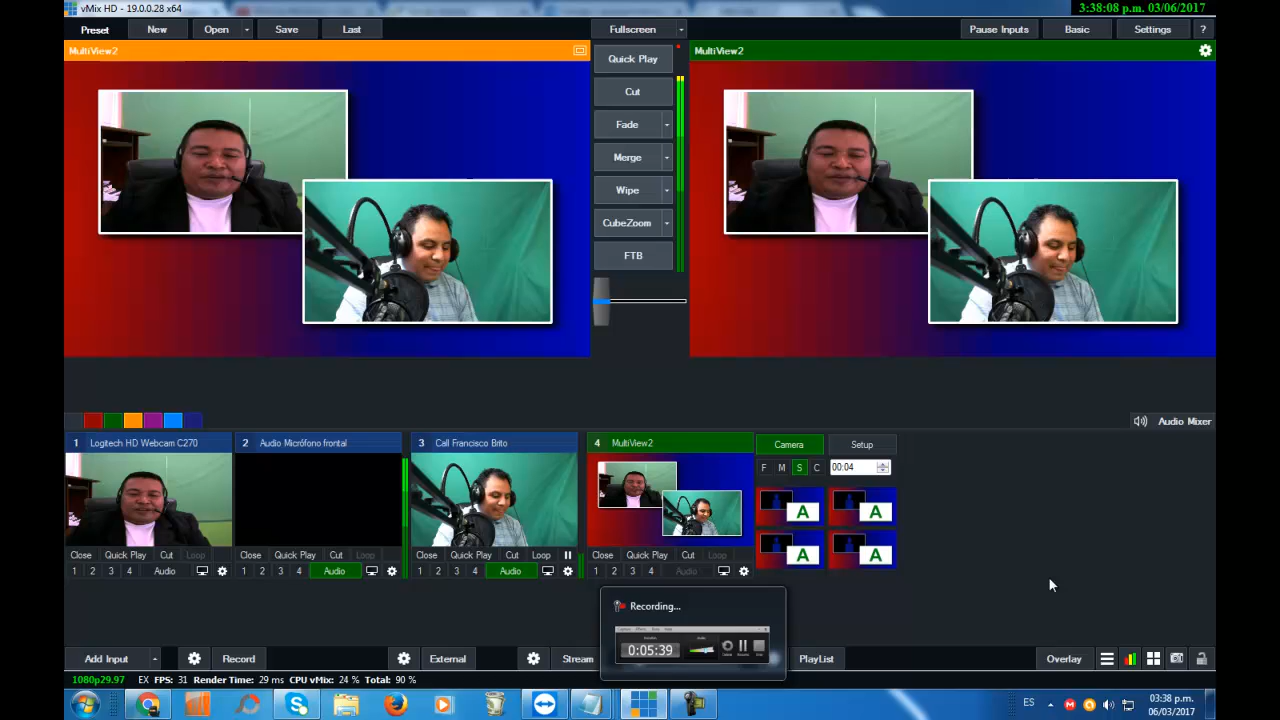 vMix HD - 19.0.0.28 x64
3:38:08 p.m. 03/06/2017
Preset New Open Save Last Fullscreen Pause Inputs Basic Settings ?
MultiView2
MultiView2
Quick Play
Cut
Fade
Merge
Wipe
CubeZoom
FTB
Audio Mixer
1 Logitech HD Webcam C270
2 Audio Micrófono frontal
3 Call Francisco Brito
4 MultiView2
Camera Setup
F M S C 00:04
A A
A A
Close Quick Play Cut Loop
Close Quick Play Cut Loop
Close Quick Play Cut Loop
Close Quick Play Cut Loop
1 2 3 4 Audio
1 2 3 4 Audio
1 2 3 4 Audio
1 2 3 4 Audio
Recording...
0:05:39
Add Input Record External Stream PlayList Overlay
1080p29.97 EX FPS: 31 Render Time: 29 ms CPU vMix: 24 % Total: 90 %
ES
03:38 p.m.
06/03/2017